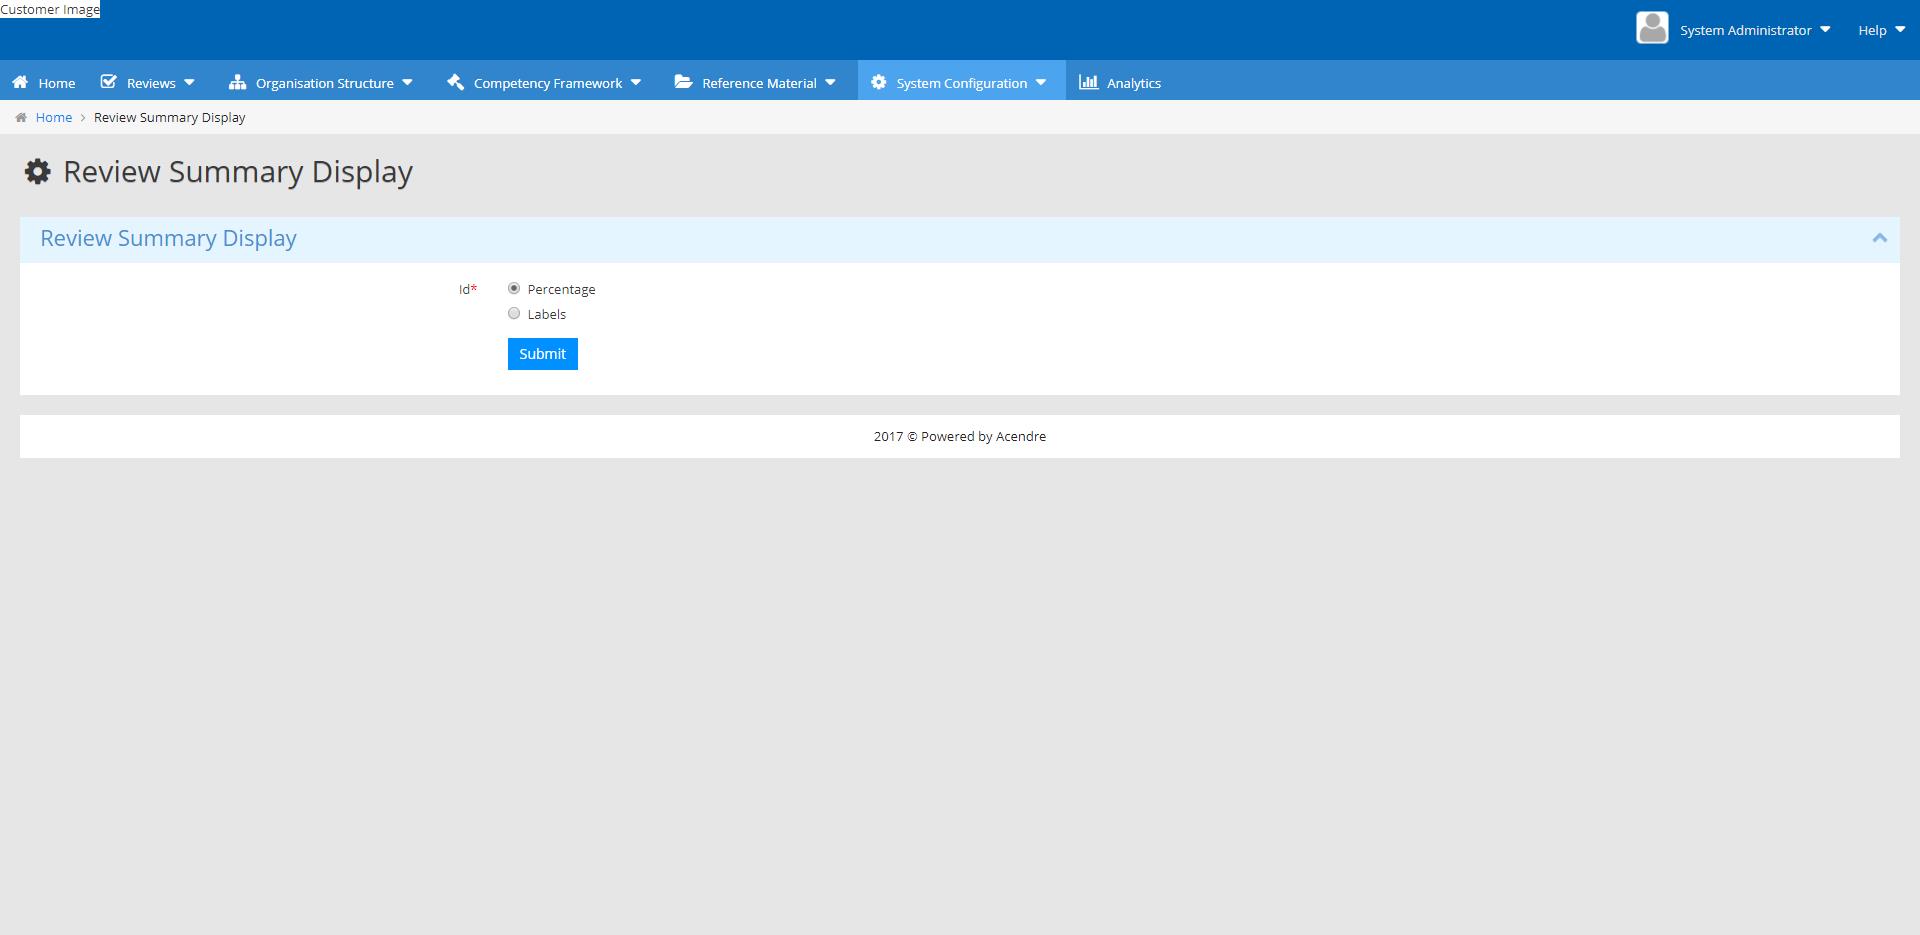 Customer Image
System Administrator
Help
Home
Reviews
Organisation Structure
Competency Framework
Reference Material
System Configuration
Analytics
Home > Review Summary Display
Review Summary Display
Review Summary Display
Id*
Percentage
Labels
Submit
2017 © Powered by Acendre